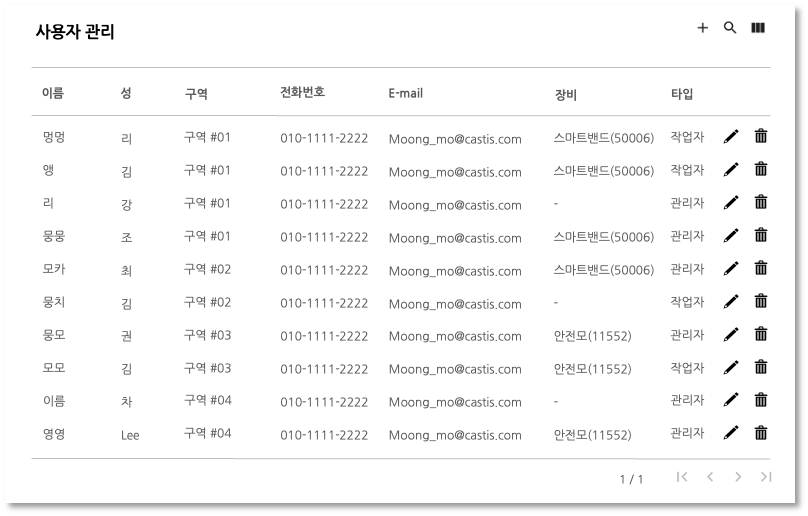 사용자 관리
이름 성 구역 전화번호 E-mail 장비 타입
멍멍 리 구역 #01 010-1111-2222 Moong_mo@castis.com 스마트밴드(50006) 작업자
앵 김 구역 #01 010-1111-2222 Moong_mo@castis.com 스마트밴드(50006) 작업자
리 강 구역 #01 010-1111-2222 Moong_mo@castis.com - 관리자
뭉뭉 조 구역 #01 010-1111-2222 Moong_mo@castis.com 스마트밴드(50006) 관리자
모카 최 구역 #02 010-1111-2222 Moong_mo@castis.com 스마트밴드(50006) 관리자
뭉치 김 구역 #02 010-1111-2222 Moong_mo@castis.com - 작업자
뭉모 권 구역 #03 010-1111-2222 Moong_mo@castis.com 안전모(11552) 관리자
모모 김 구역 #03 010-1111-2222 Moong_mo@castis.com 안전모(11552) 작업자
이름 차 구역 #04 010-1111-2222 Moong_mo@castis.com - 관리자
영영 Lee 구역 #04 010-1111-2222 Moong_mo@castis.com 안전모(11552) 관리자
1 / 1